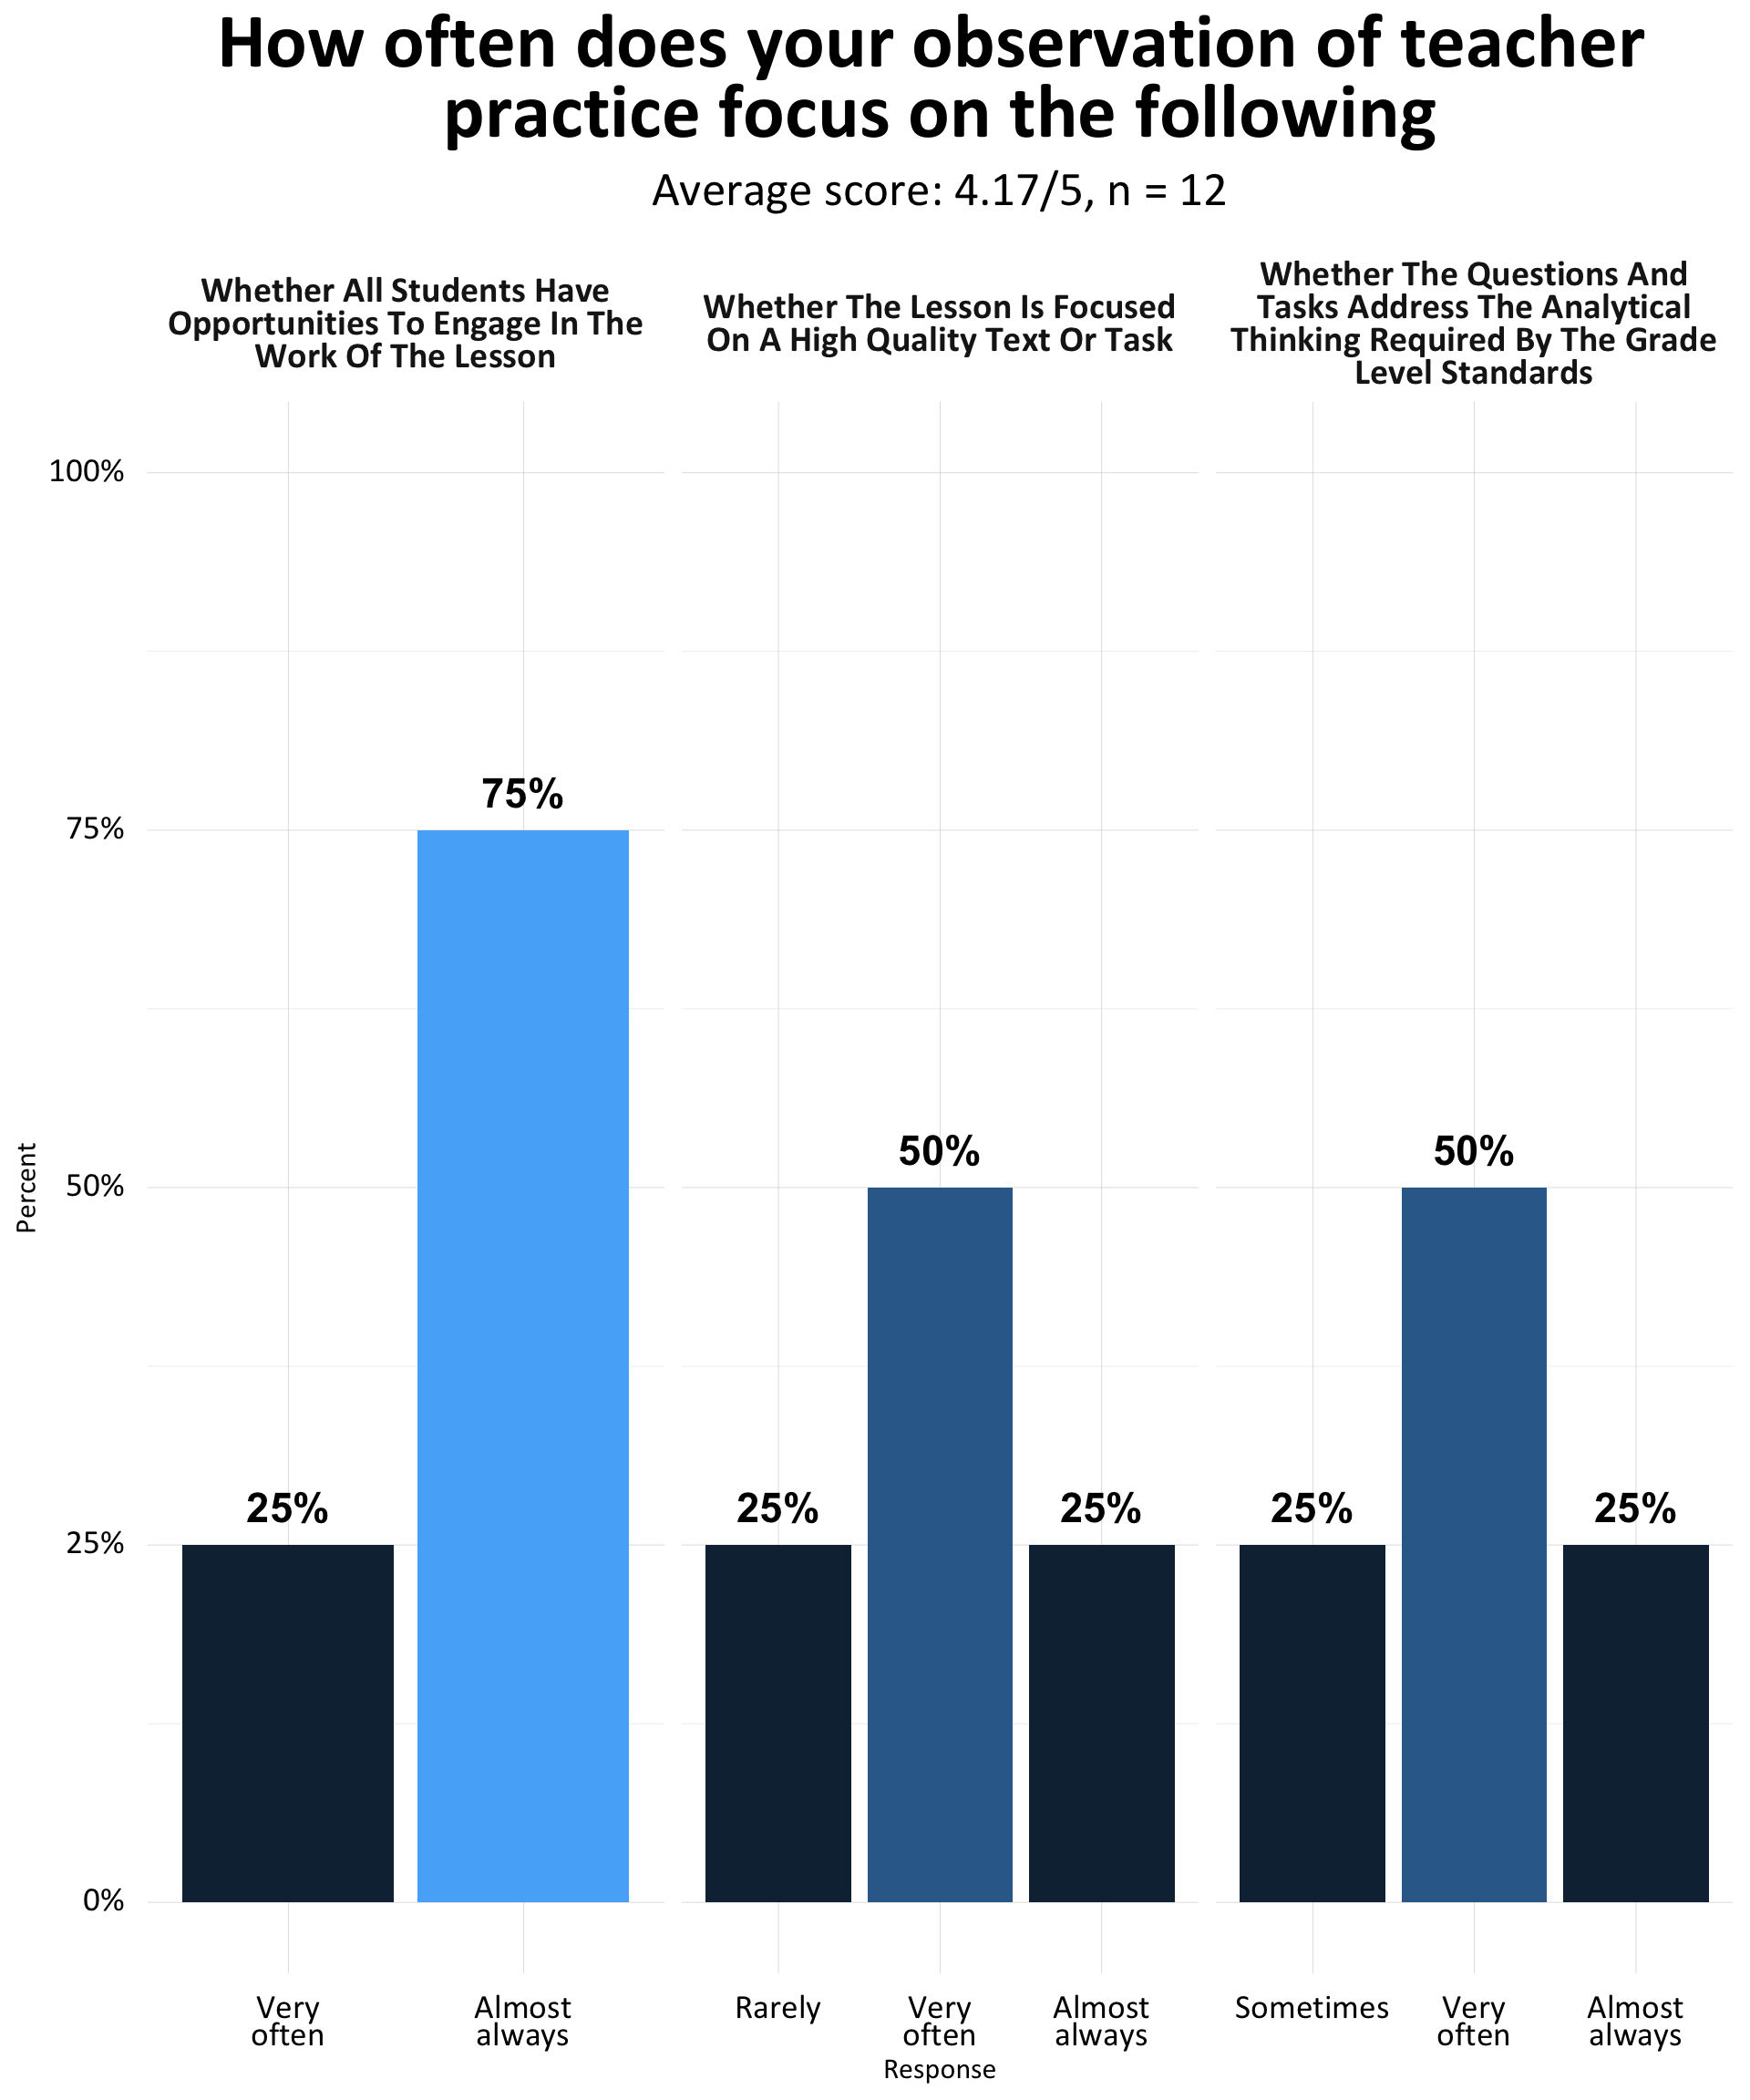 How often does your observation of teacher
practice focus on the following
Average score: 4.17/5, n = 12
Whether All Students Have
Opportunities To Engage In The
Work Of The Lesson
Whether The Lesson Is Focused
On A High Quality Text Or Task
Whether The Questions And
Tasks Address The Analytical
Thinking Required By The Grade
Level Standards
100%
75%
50%
25%
0%
Percent
25%
75%
25%
50%
25%
25%
50%
25%
Very
often
Almost
always
Rarely
Very
often
Almost
always
Sometimes
Very
often
Almost
always
Response